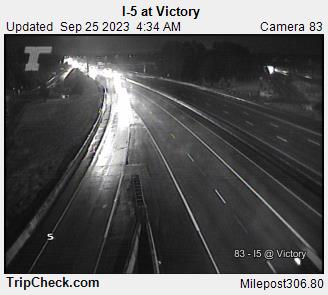 I-5 at Victory
Updated Sep 25 2023 4:34 AM Camera 83
T
S
83 - I5 @ Victory
TripCheck.com Milepost306.80